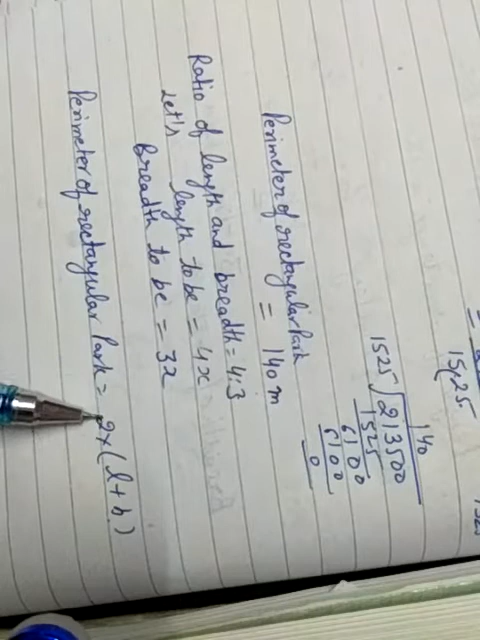 15.25
140
1525 213500
1525
6100
6100
0
Perimeter of rectangular Park
= 140 m
Ratio of length and breadth = 4:3
Let's length to be = 4x
Breadth to be = 3x
Perimeter of rectangular Park = 2x(l+b)